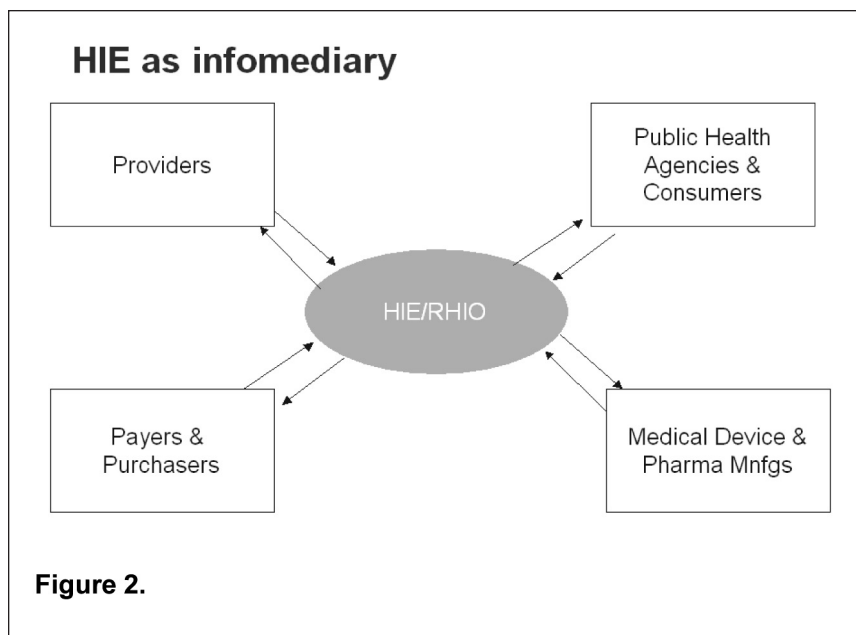 HIE as infomediary
Providers
Public Health
Agencies &
Consumers
HIE/RHIO
Payers &
Purchasers
Medical Device &
Pharma Mnfgs
Figure 2.